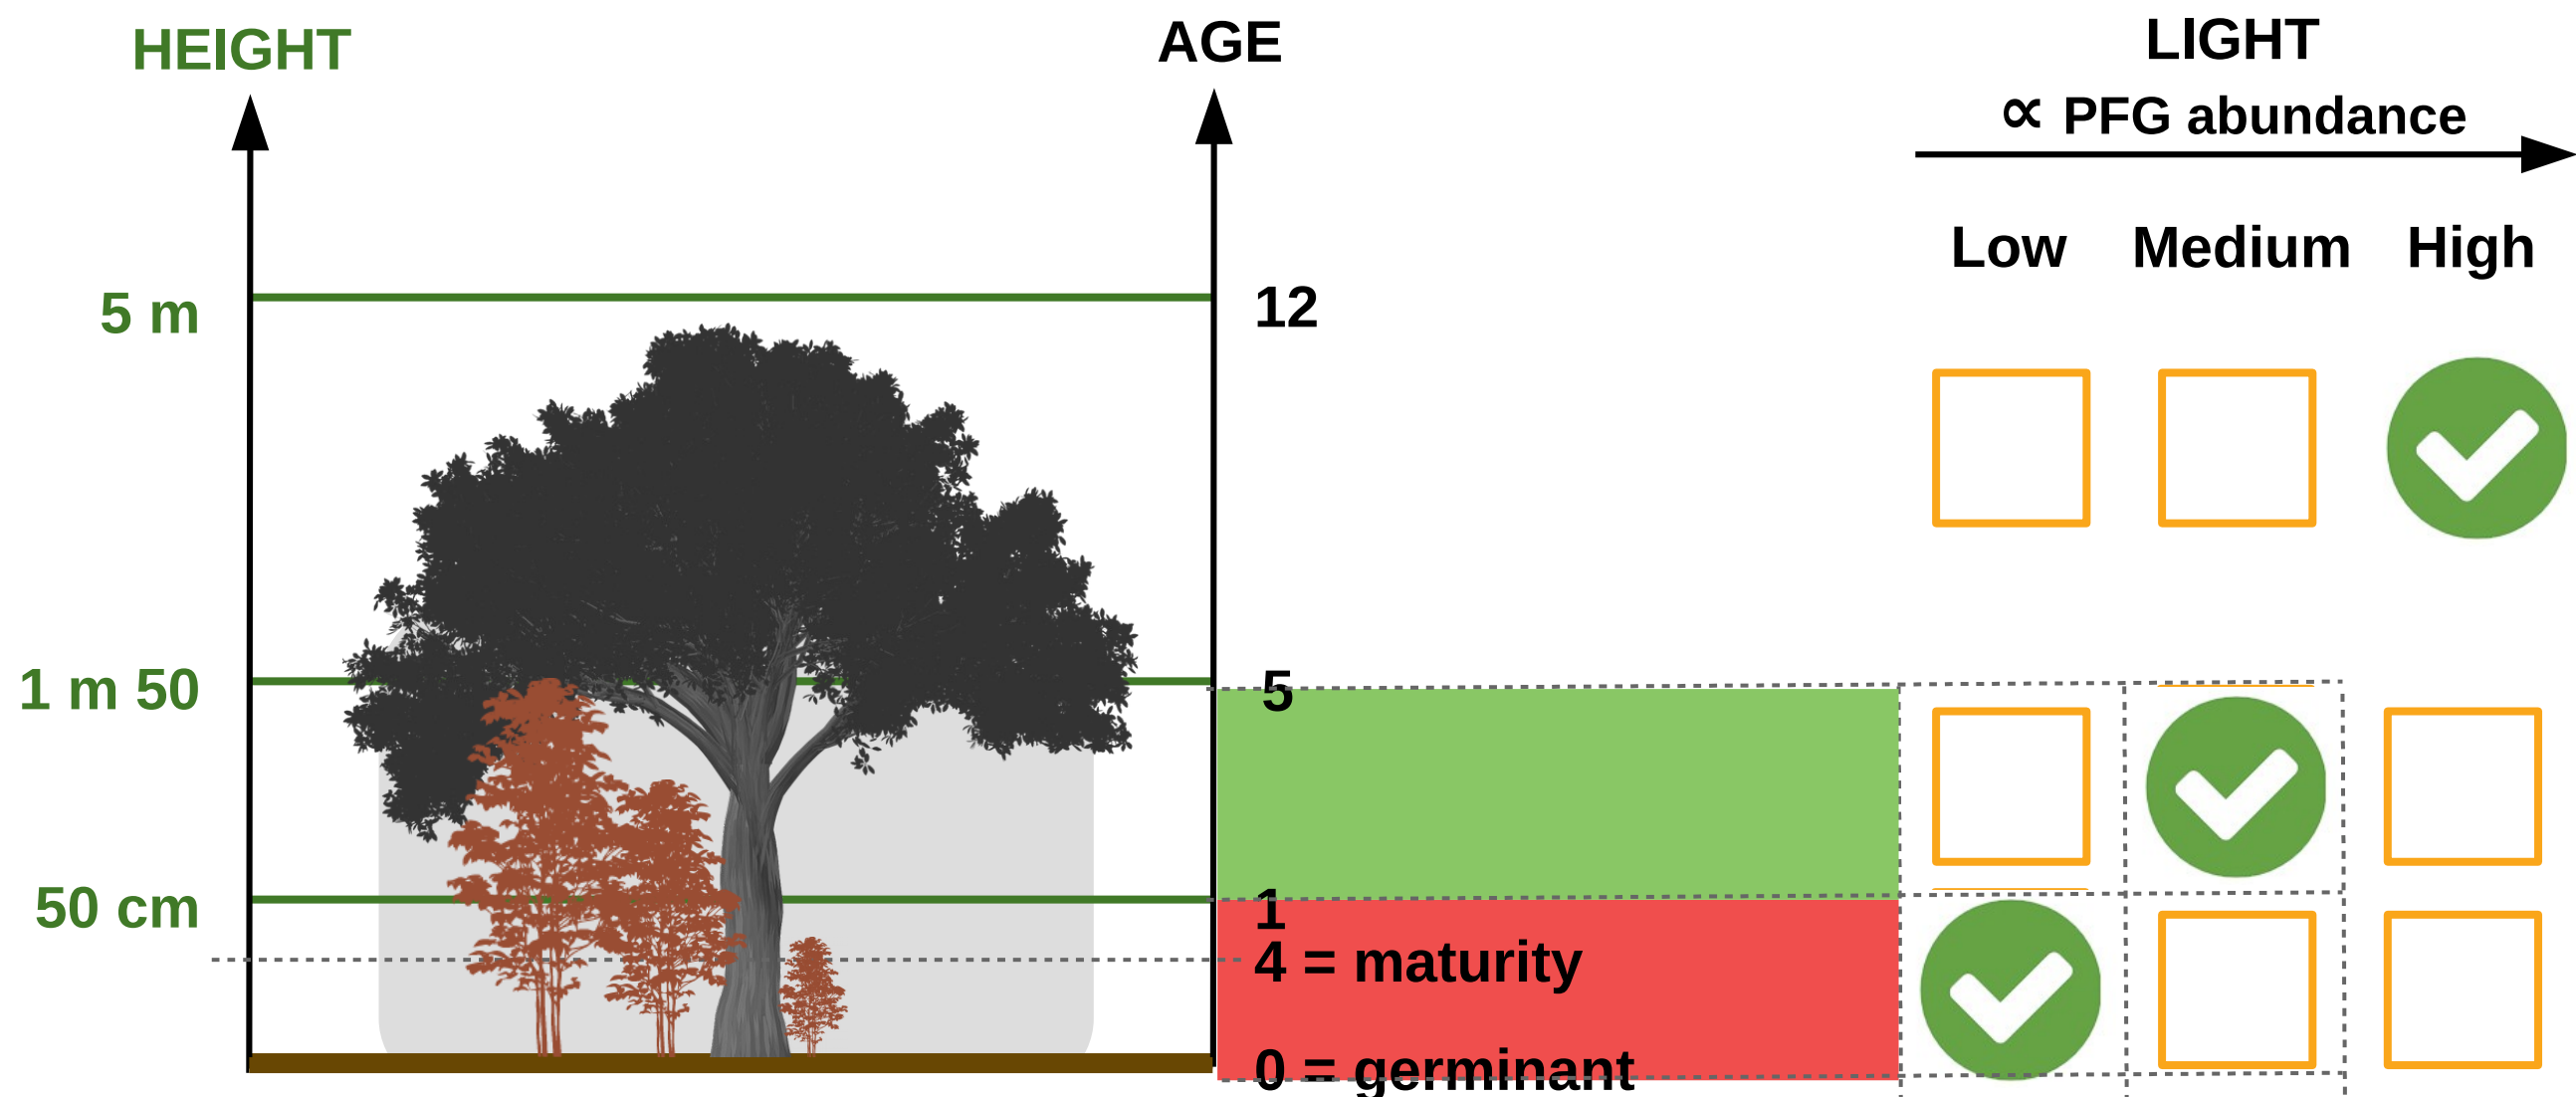 HEIGHT
AGE
LIGHT
∝ PFG abundance
Low Medium High
5 m
12
1 m 50
5
50 cm
1
4 = maturity
0 = germinant